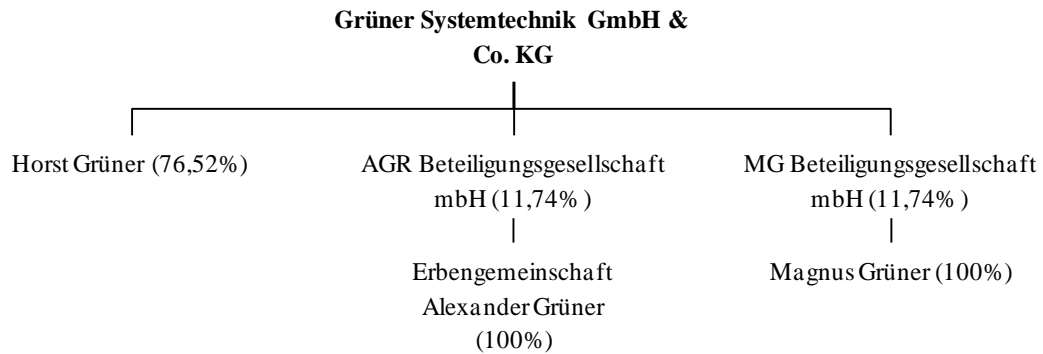 Grüner Systemtechnik GmbH &
Co. KG
Horst Grüner (76,52%)
AGR Beteiligungsgesellschaft
mbH (11,74% )
MG Beteiligungsgesellschaft
mbH (11,74% )
Erbengemeinschaft
Alexander Grüner
(100%)
Magnus Grüner (100%)